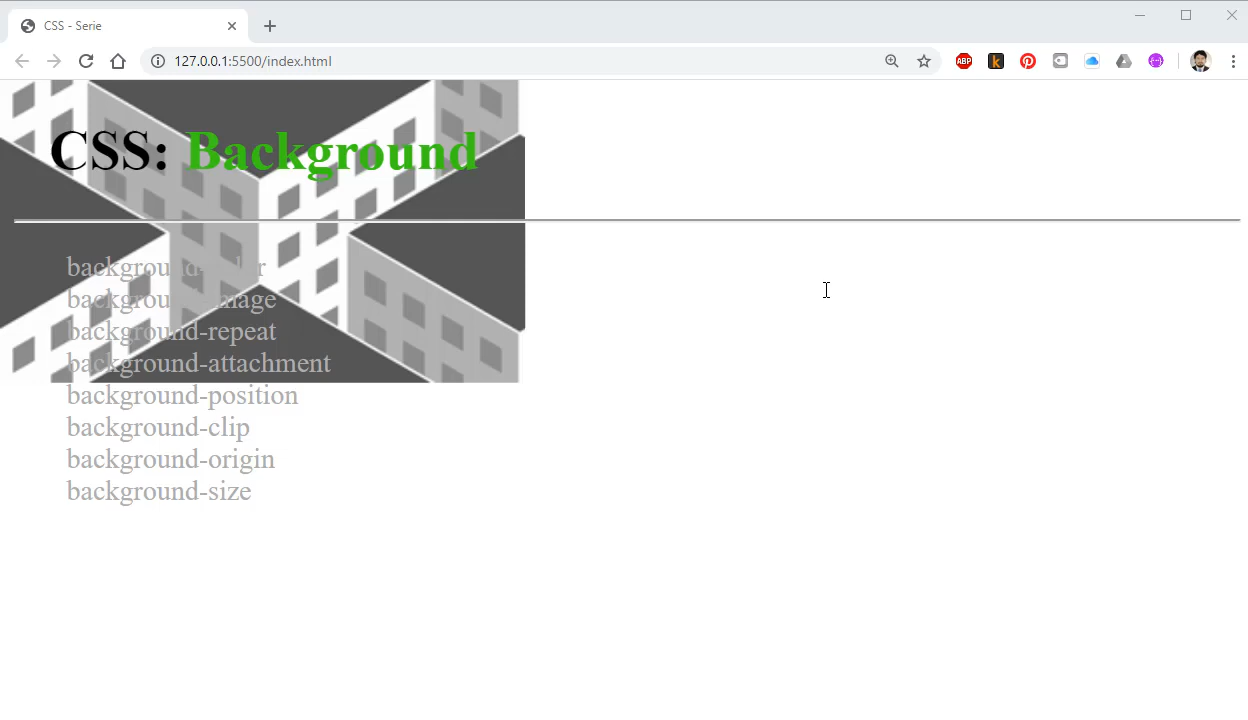 CSS - Serie
127.0.0.1:5500/index.html
ABP
k
CSS: Background
background-color
background-image
background-repeat
background-attachment
background-position
background-clip
background-origin
background-size